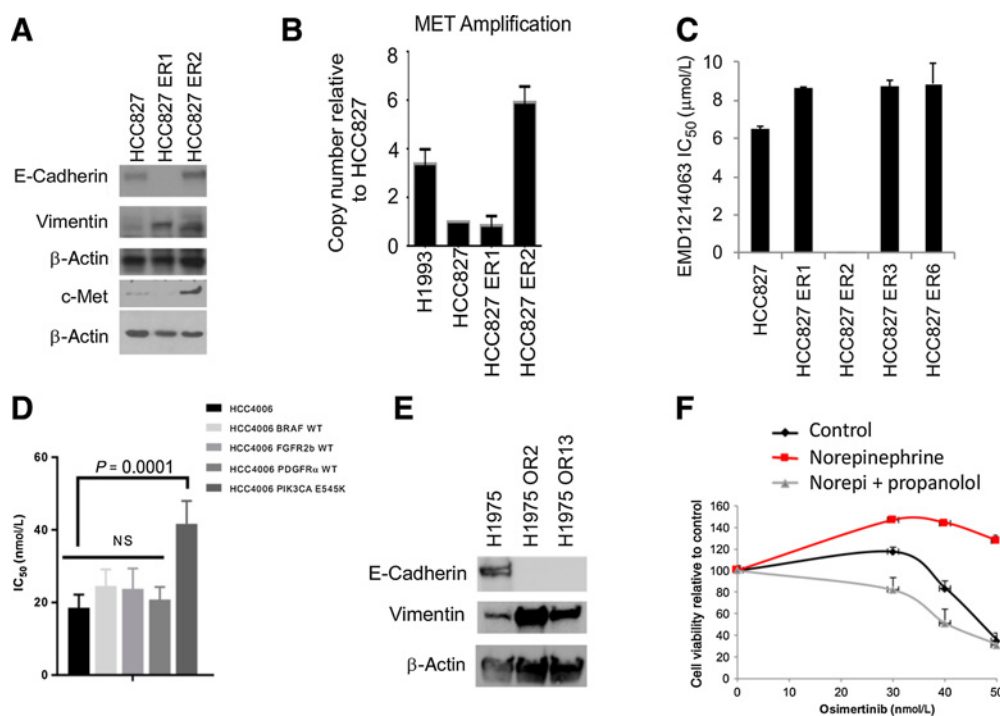 A
HCC827
HCC827 ER1
HCC827 ER2
E-Cadherin
Vimentin
β-Actin
c-Met
β-Actin
B
MET Amplification
Copy number relative
to HCC827
8
6
4
2
0
H1993
HCC827
HCC827 ER1
HCC827 ER2
C
EMD1214063 IC50 (μmol/L)
10
8
6
4
2
0
HCC827
HCC827 ER1
HCC827 ER2
HCC827 ER3
HCC827 ER6
D
HCC4006
HCC4006 BRAF WT
HCC4006 FGFR2b WT
HCC4006 PDGFRα WT
HCC4006 PIK3CA E545K
P = 0.0001
NS
IC50 (nmol/L)
60
40
20
0
E
H1975
H1975 OR2
H1975 OR13
E-Cadherin
Vimentin
β-Actin
F
Control
Norepinephrine
Norepi + propanolol
Cell viability relative to control
160
140
120
100
80
60
40
20
0
0
10
20
30
40
50
Osimertinib (nmol/L)